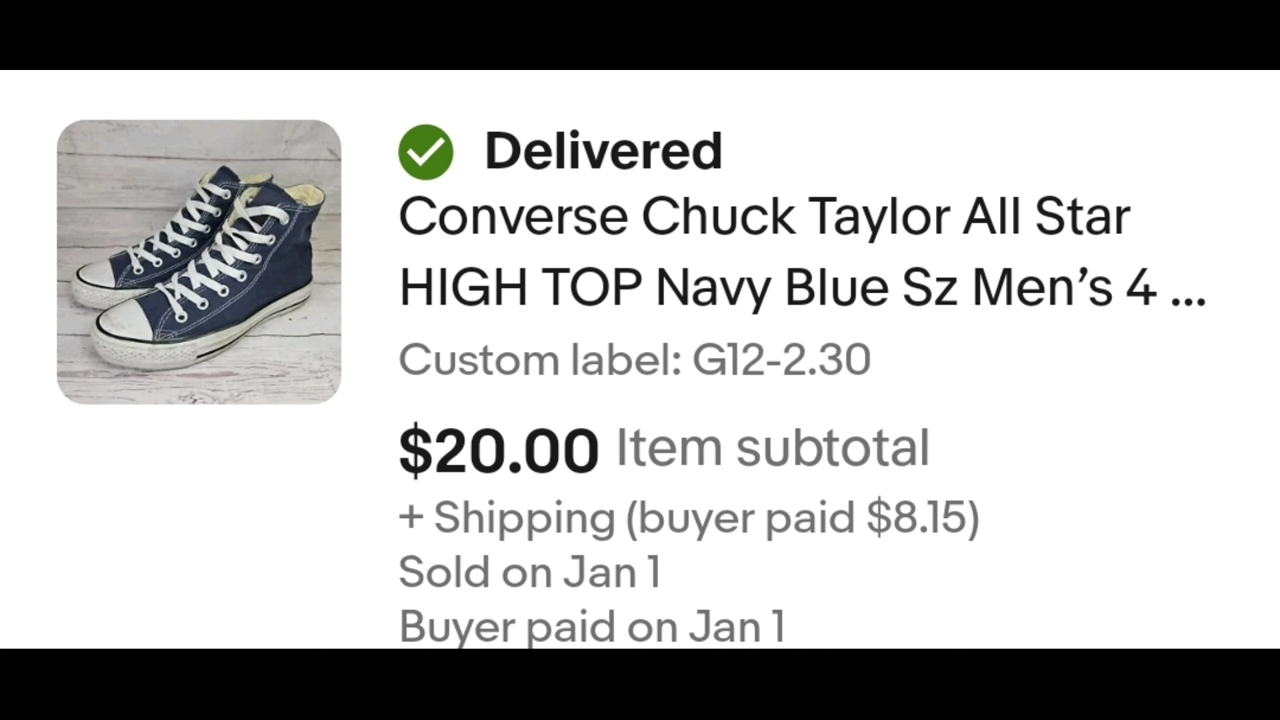 Delivered
Converse Chuck Taylor All Star
HIGH TOP Navy Blue Sz Men’s 4 ...
Custom label: G12-2.30
$20.00 Item subtotal
+ Shipping (buyer paid $8.15)
Sold on Jan 1
Buyer paid on Jan 1